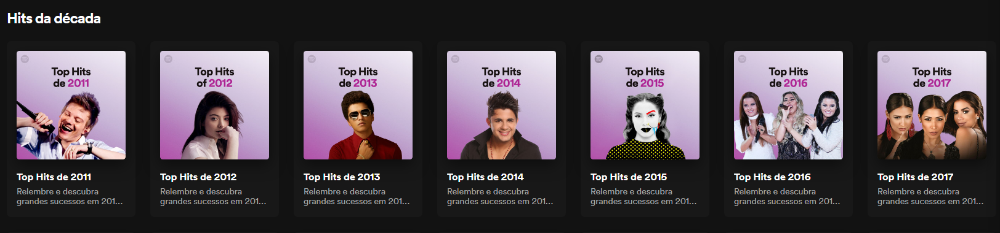 Hits da década
Top Hits
de 2011
Top Hits
of 2012
Top Hits
de 2013
Top Hits
de 2014
Top Hits
de 2015
Top Hits
de 2016
Top Hits
de 2017
Top Hits de 2011
Relembre e descubra
grandes sucessos em 201...
Top Hits de 2012
Relembre e descubra
grandes sucessos em 201...
Top Hits de 2013
Relembre e descubra
grandes sucessos em 201...
Top Hits de 2014
Relembre e descubra
grandes sucessos em 201...
Top Hits de 2015
Relembre e descubra
grandes sucessos em 201...
Top Hits de 2016
Relembre e descubra
grandes sucessos em 201...
Top Hits de 2017
Relembre e descubra
grandes sucessos em 201...